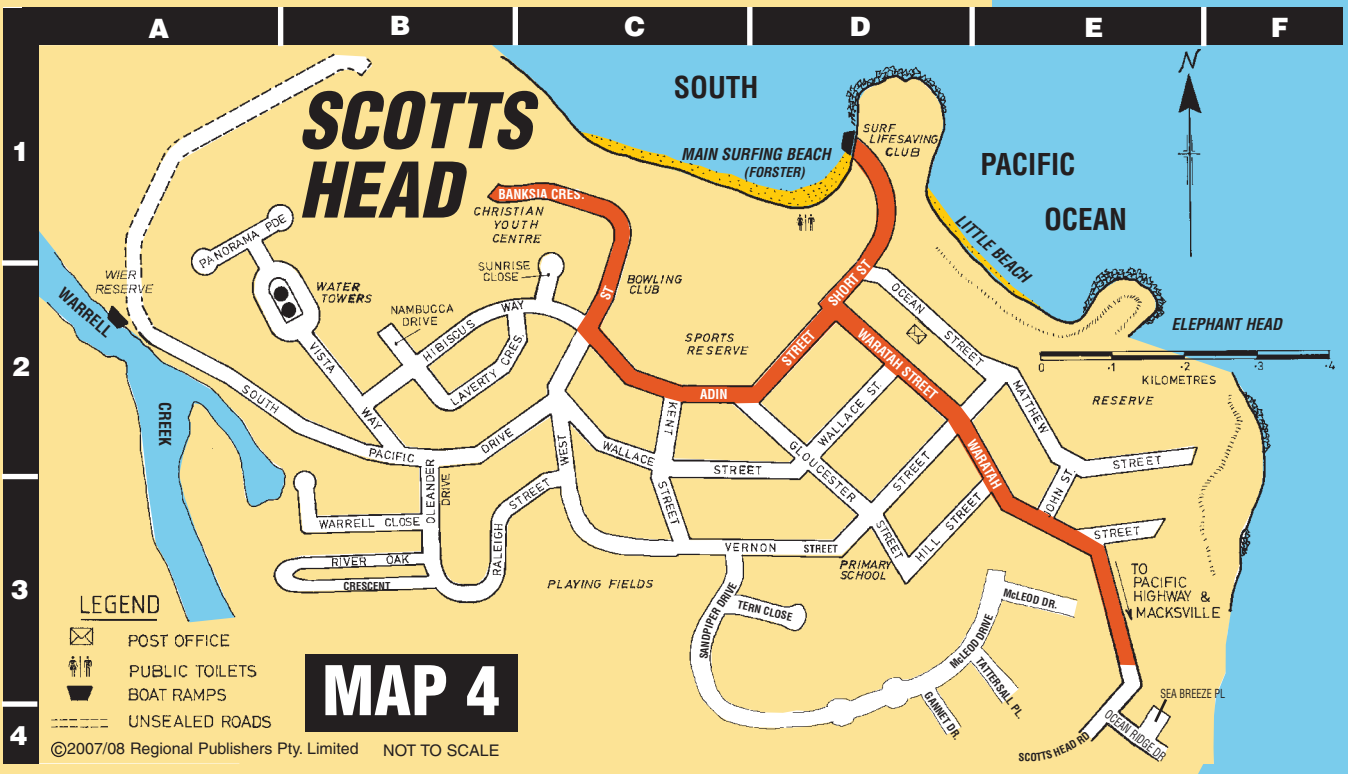 A B C D E F
1
2
3
4
SCOTTS
HEAD
SOUTH
PACIFIC
OCEAN
N
MAIN SURFING BEACH
(FORSTER)
SURF
LIFESAVING
CLUB
LITTLE BEACH
ELEPHANT HEAD
0 .1 .2 .3 .4
KILOMETRES
RESERVE
BANKSIA CRES.
CHRISTIAN
YOUTH
CENTRE
SUNRISE
CLOSE
BOWLING
CLUB
ST
PANORAMA PDE
WIER
RESERVE
WATER
TOWERS
NAMBUCCA
DRIVE
WARRELL
CREEK
HIBISCUS WAY
LAVERTY CRES
VISTA WAY
SPORTS
RESERVE
SHORT ST
OCEAN STREET
ADIN STREET
WARATAH STREET
WARATAH
MATTHEW STREET
SOUTH PACIFIC DRIVE
KENT STREET
WALLACE STREET
WALLACE ST.
GLOUCESTER STREET
STREET
WEST
OLEANDER
DRIVE
JOHN ST.
STREET
HILL STREET
WARRELL CLOSE
RALEIGH STREET
RIVER OAK
CRESCENT
VERNON STREET
PLAYING FIELDS
PRIMARY
SCHOOL
TO
PACIFIC
HIGHWAY &
MACKSVILLE
SANDPIPER DRIVE
TERN CLOSE
McLEOD DR.
McLEOD DRIVE
TATTERSALL PL.
GANNET DR.
SEA BREEZE PL
OCEAN RIDGE DR
SCOTTS HEAD RD
LEGEND
POST OFFICE
PUBLIC TOILETS
BOAT RAMPS
UNSEALED ROADS
MAP 4
©2007/08 Regional Publishers Pty. Limited NOT TO SCALE